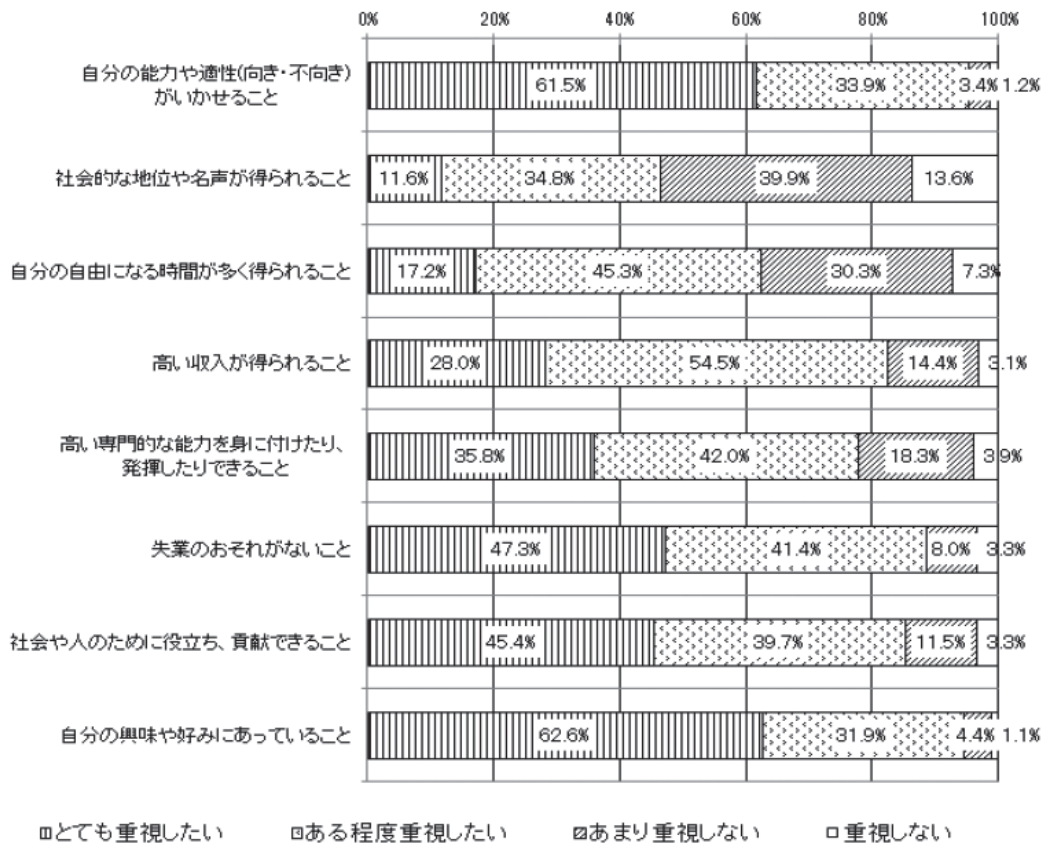 0% 20% 40% 60% 80% 100%
自分の能力や適性(向き・不向き)
がいかせること
61.5% 33.9% 3.4% 1.2%
社会的な地位や名声が得られること 11.6% 34.8% 39.9% 13.6%
自分の自由になる時間が多く得られること 17.2% 45.3% 30.3% 7.3%
高い収入が得られること 28.0% 54.5% 14.4% 3.1%
高い専門的な能力を身に付けたり、
発揮したりできること
35.8% 42.0% 18.3% 3.9%
失業のおそれがないこと 47.3% 41.4% 8.0% 3.3%
社会や人のために役立ち、貢献できること 45.4% 39.7% 11.5% 3.3%
自分の興味や好みにあっていること 62.6% 31.9% 4.4% 1.1%
とても重視したい ある程度重視したい あまり重視しない 重視しない